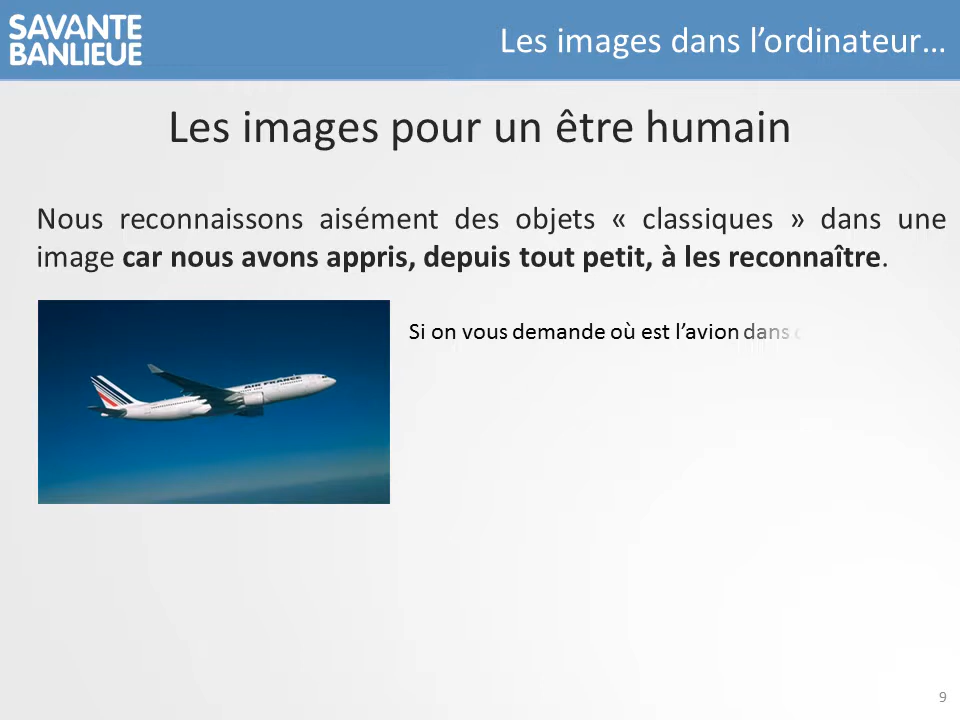 SAVANTE
BANLIEUE
Les images dans l’ordinateur…
Les images pour un être humain
Nous reconnaissons aisément des objets « classiques » dans une
image car nous avons appris, depuis tout petit, à les reconnaître.
AIR FRANCE
Si on vous demande où est l’avion dans
9